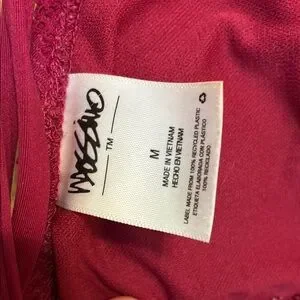 MOSSIMO
TM
M
MADE IN VIETNAM
HECHO EN VIETNAM
LABEL MADE FROM 100% RECYCLED PLASTIC
ETIQUETA ELABORADA CON PLÁSTICO
100% RECICLADO